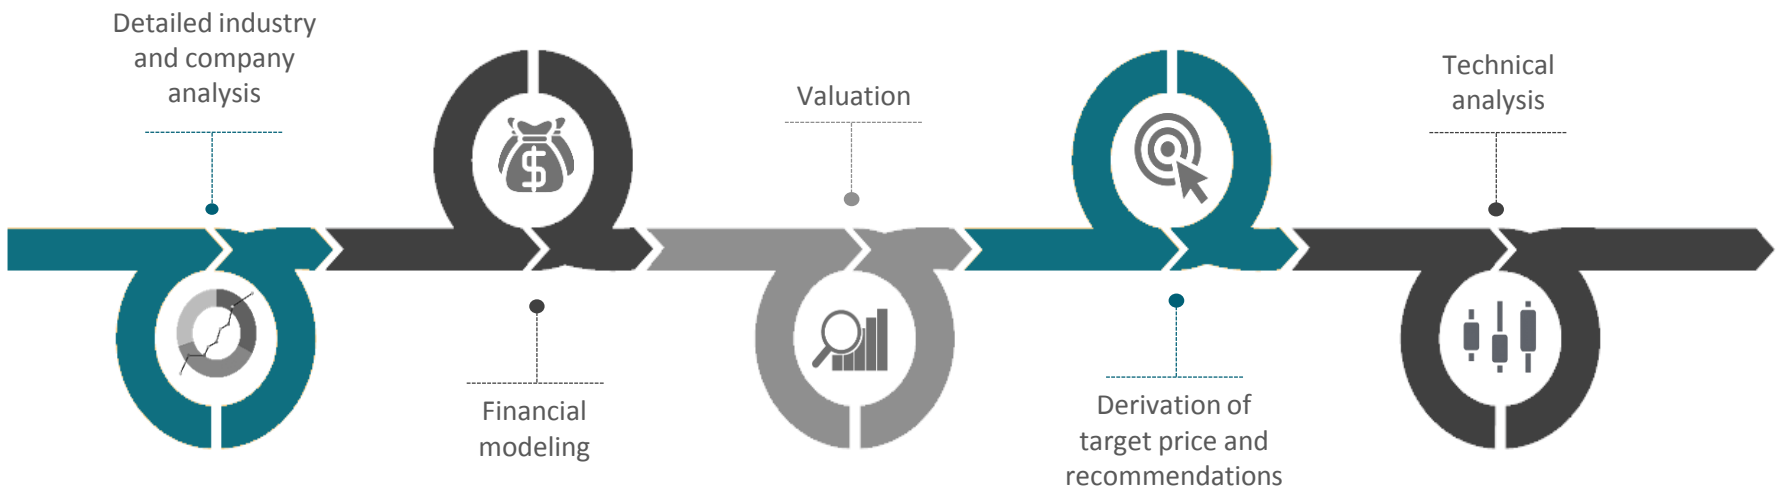 Detailed industry
and company
analysis
Financial
modeling
Valuation
Derivation of
target price and
recommendations
Technical
analysis
$